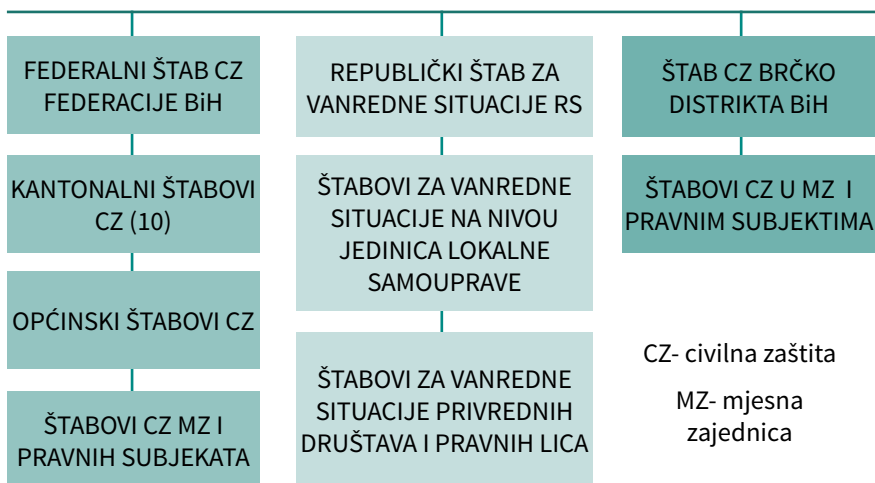 FEDERALNI ŠTAB CZ
FEDERACIJE BiH
KANTONALNI ŠTABOVI
CZ (10)
OPĆINSKI ŠTABOVI CZ
ŠTABOVI CZ MZ I
PRAVNIH SUBJEKATA
REPUBLIČKI ŠTAB ZA
VANREDNE SITUACIJE RS
ŠTABOVI ZA VANREDNE
SITUACIJE NA NIVOU
JEDINICA LOKALNE
SAMOUPRAVE
ŠTABOVI ZA VANREDNE
SITUACIJE PRIVREDNIH
DRUŠTAVA I PRAVNIH LICA
ŠTAB CZ BRČKO
DISTRIKTA BiH
ŠTABOVI CZ U MZ I
PRAVNIM SUBJEKTIMA
CZ- civilna zaštita
MZ- mjesna
zajednica